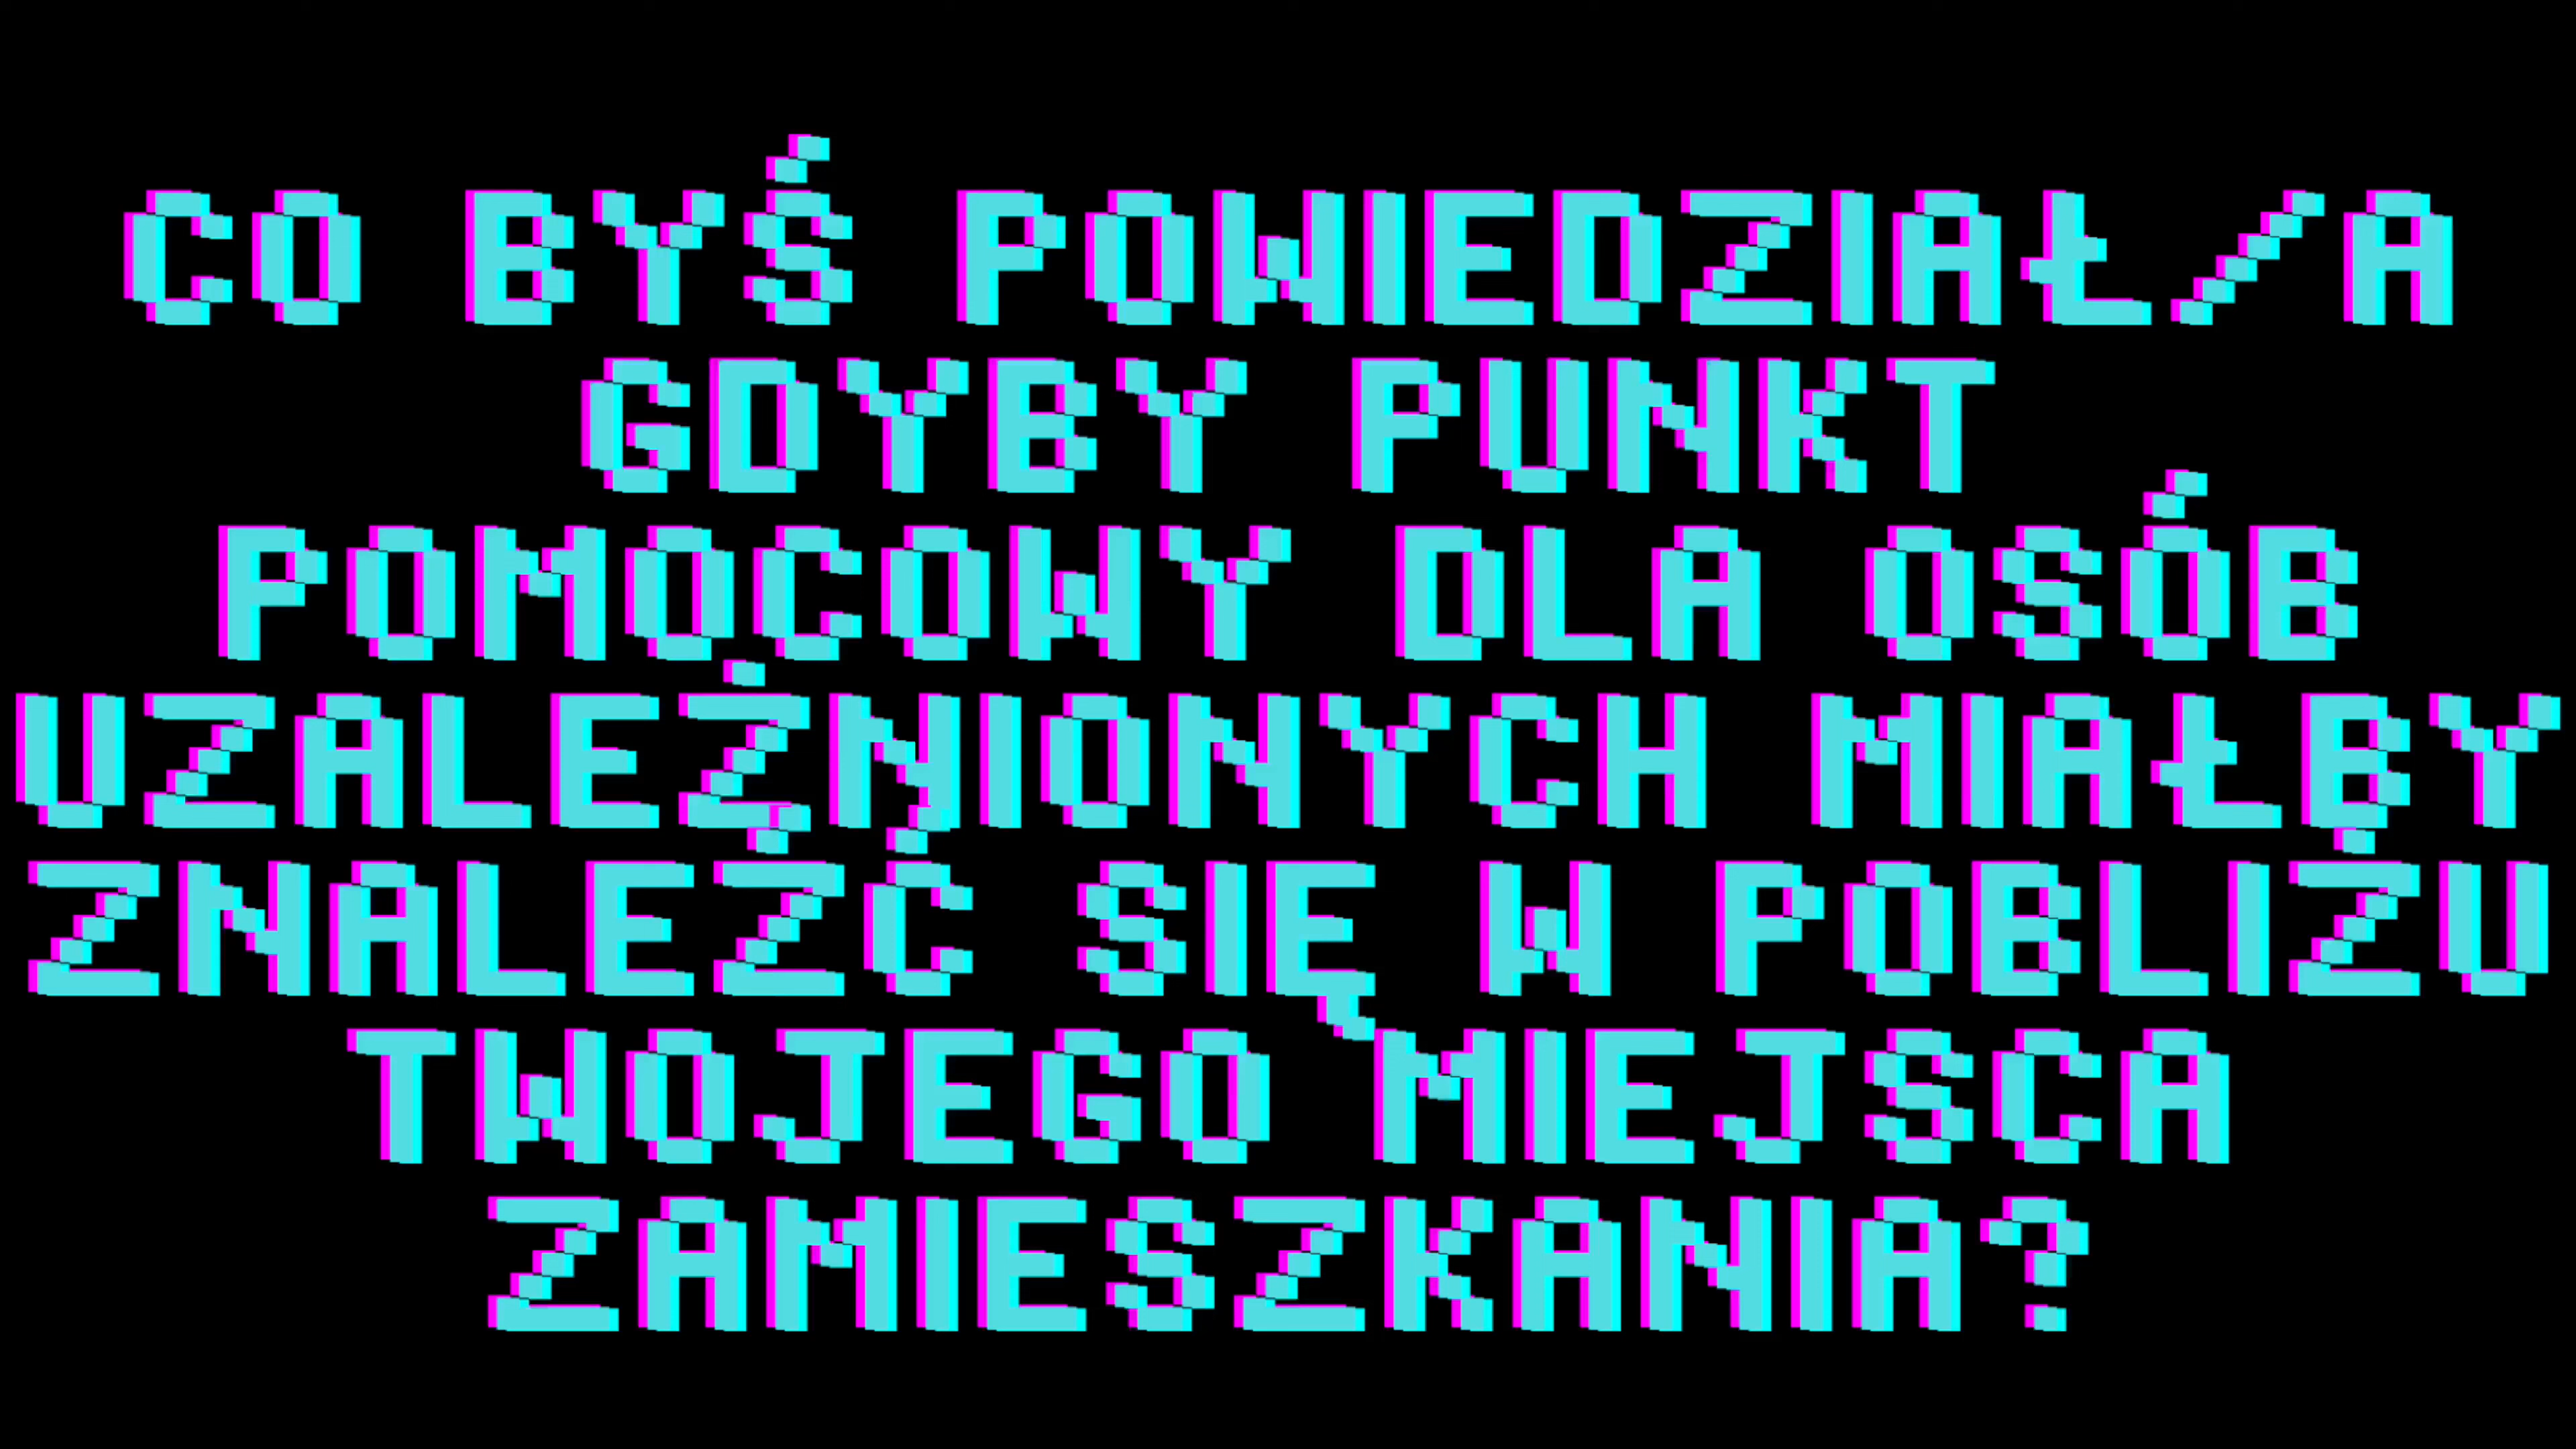 CO BYŚ POWIEDZIAŁ/A
GDYBY PUNKT
POMOCOWY DLA OSÓB
UZALEŻNIONYCH MIAŁBY
ZNALEŹĆ SIĘ W POBLIŻU
TWOJEGO MIEJSCA
ZAMIESZKANIA?